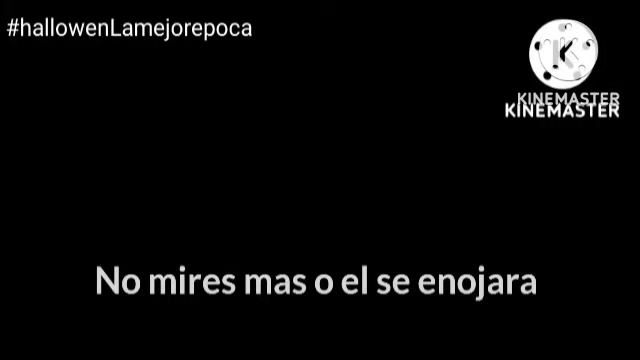 #hallowenLamejorepoca
KINEMASTER
KINEMASTER
No mires mas o el se enojara